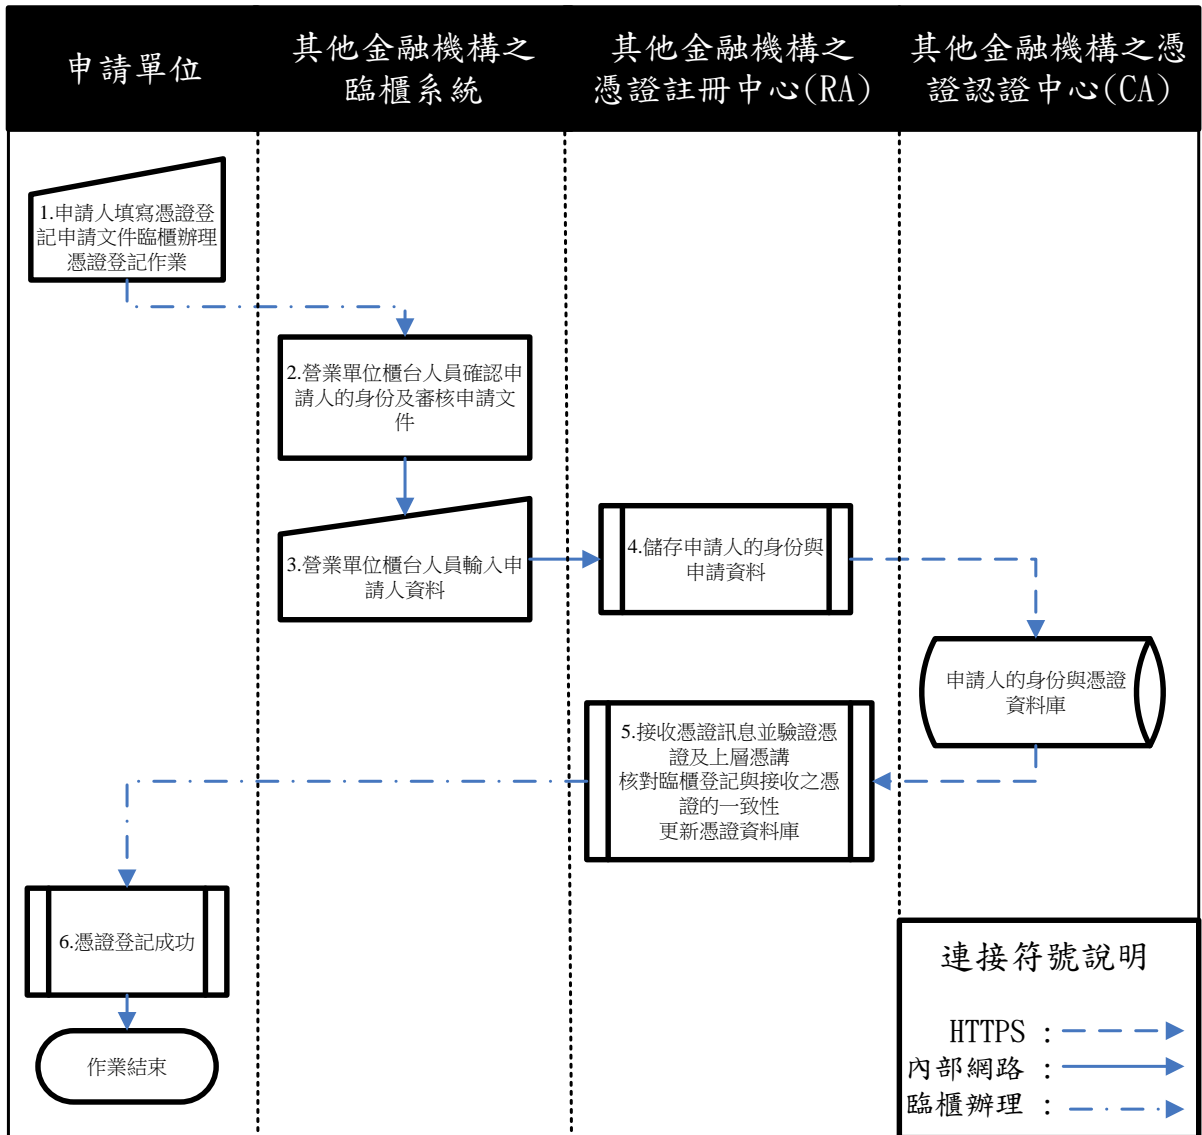 申請單位
其他金融機構之
臨櫃系統
其他金融機構之
憑證註冊中心(RA)
其他金融機構之憑
證認證中心(CA)
1.申請人填寫憑證登
記申請文件臨櫃辦理
憑證登記作業
2.營業單位櫃台人員確認申
請人的身份及審核申請文
件
3.營業單位櫃台人員輸入申
請人資料
4.儲存申請人的身份與
申請資料
申請人的身份與憑證
資料庫
5.接收憑證訊息並驗證憑
證及上層憑講
核對臨櫃登記與接收之憑
證的一致性
更新憑證資料庫
6.憑證登記成功
作業結束
連接符號說明
HTTPS :
內部網路 :
臨櫃辦理 :